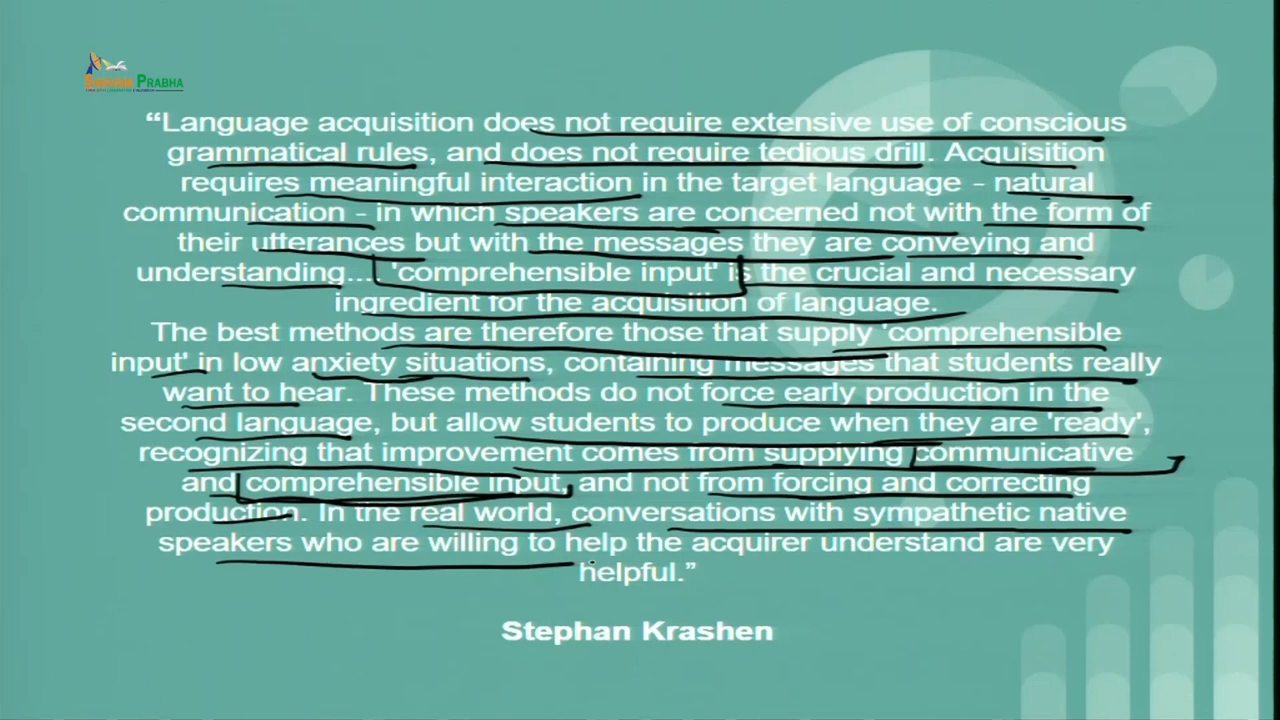 SWAYAM PRABHA
“Language acquisition does not require extensive use of conscious
grammatical rules, and does not require tedious drill. Acquisition
requires meaningful interaction in the target language - natural
communication - in which speakers are concerned not with the form of
their utterances but with the messages they are conveying and
understanding.... 'comprehensible input' is the crucial and necessary
ingredient for the acquisition of language.
The best methods are therefore those that supply 'comprehensible
input' in low anxiety situations, containing messages that students really
want to hear. These methods do not force early production in the
second language, but allow students to produce when they are 'ready',
recognizing that improvement comes from supplying communicative
and comprehensible input, and not from forcing and correcting
production. In the real world, conversations with sympathetic native
speakers who are willing to help the acquirer understand are very
helpful.”
Stephan Krashen